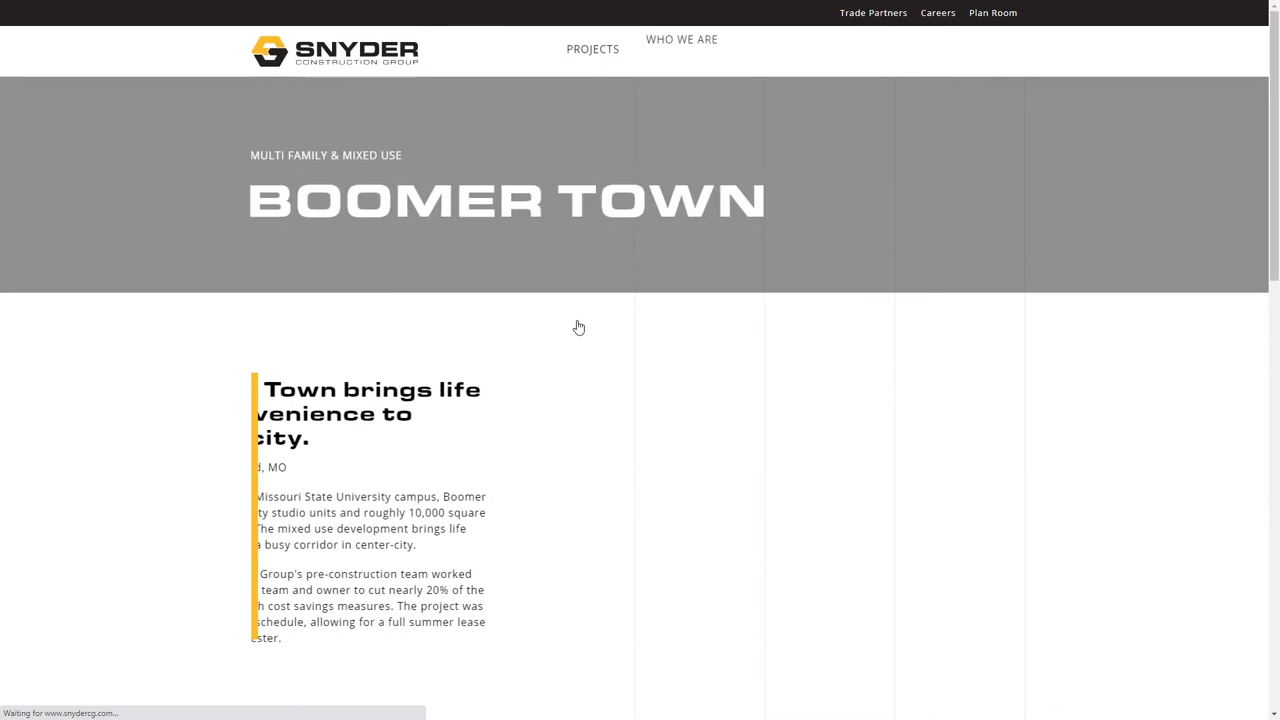 Trade Partners Careers Plan Room
SNYDER
CONSTRUCTION GROUP
PROJECTS WHO WE ARE
MULTI FAMILY & MIXED USE
BOOMER TOWN
Town brings life
venience to
city.
d, MO
Missouri State University campus, Boomer
ty studio units and roughly 10,000 square
The mixed use development brings life
a busy corridor in center-city.
Group's pre-construction team worked
team and owner to cut nearly 20% of the
h cost savings measures. The project was
schedule, allowing for a full summer lease
ester.
Waiting for www.snydercg.com...